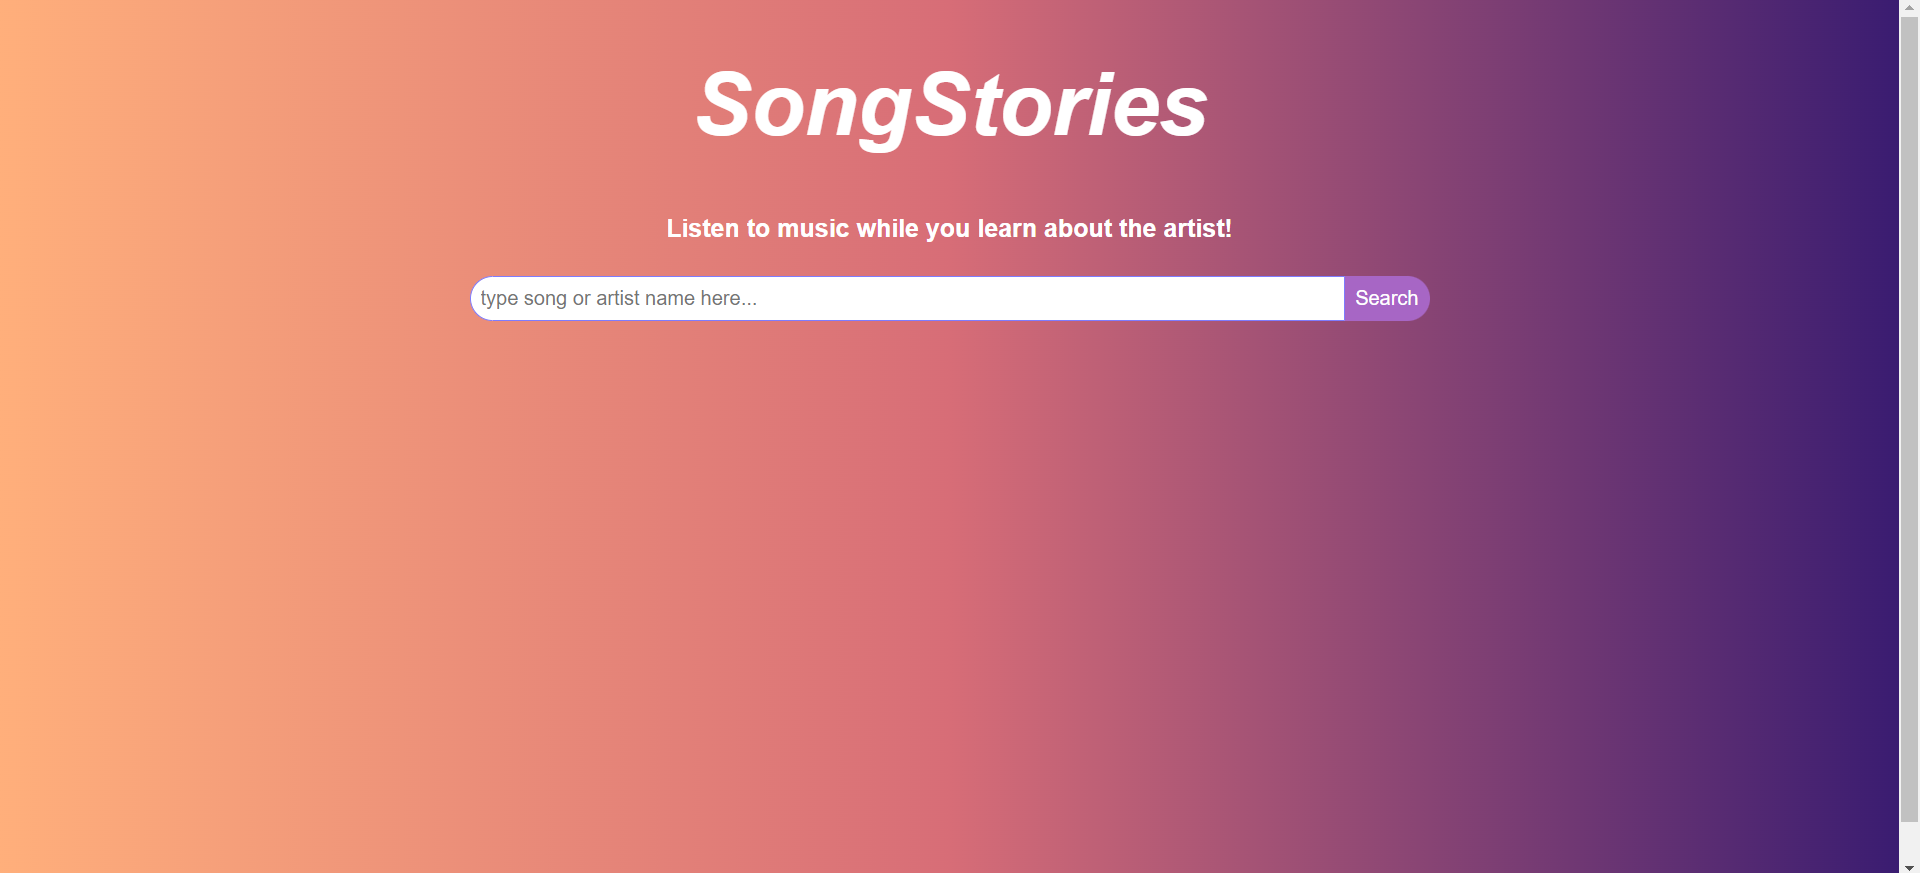 SongStories
Listen to music while you learn about the artist!
type song or artist name here... Search